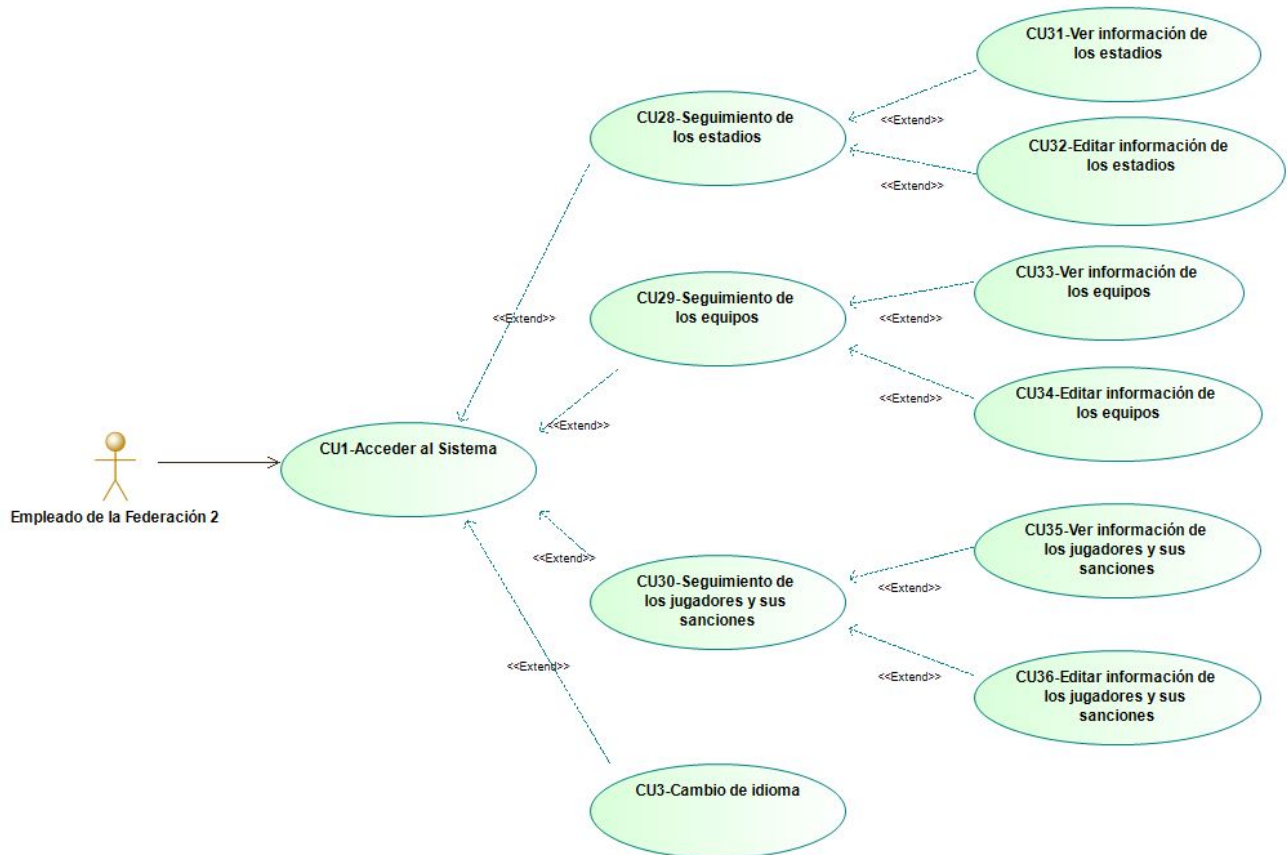 CU31-Ver información de
los estadios
CU28-Seguimiento de
los estadios
<<Extend>>
CU32-Editar información de
los estadios
<<Extend>>
CU33-Ver información de
los equipos
CU29-Seguimiento de
los equipos
<<Extend>>
<<Extend>>
CU34-Editar información de
los equipos
<<Extend>>
<<Extend>>
CU1-Acceder al Sistema
Empleado de la Federación 2
CU35-Ver información de
los jugadores y sus
sanciones
<<Extend>>
CU30-Seguimiento de
los jugadores y sus
sanciones
<<Extend>>
<<Extend>>
<<Extend>>
CU36-Editar información de
los jugadores y sus
sanciones
CU3-Cambio de idioma